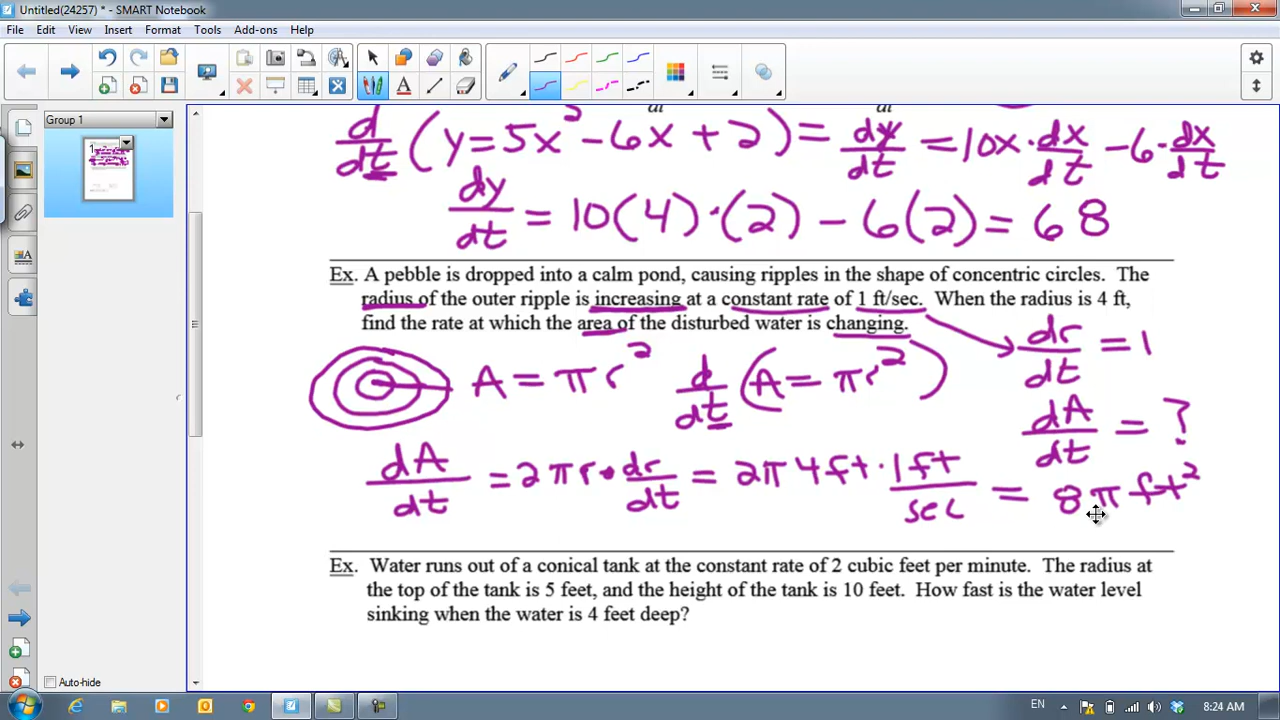 Untitled(24257) * - SMART Notebook
File Edit View Insert Format Tools Add-ons Help
Group 1
1
dt dt
d/dt (y = 5x² - 6x + 2) = dy/dt = 10x · dx/dt - 6 · dx/dt
dy/dt = 10(4) · (2) - 6(2) = 68
Ex. A pebble is dropped into a calm pond, causing ripples in the shape of concentric circles. The
radius of the outer ripple is increasing at a constant rate of 1 ft/sec. When the radius is 4 ft,
find the rate at which the area of the disturbed water is changing.
dr/dt = 1
A = πr² d/dt (A = πr²)
dA/dt = ?
dA/dt = 2πr · dr/dt = 2π 4ft · 1ft/sec = 8π ft²
Ex. Water runs out of a conical tank at the constant rate of 2 cubic feet per minute. The radius at
the top of the tank is 5 feet, and the height of the tank is 10 feet. How fast is the water level
sinking when the water is 4 feet deep?
Auto-hide
EN 8:24 AM